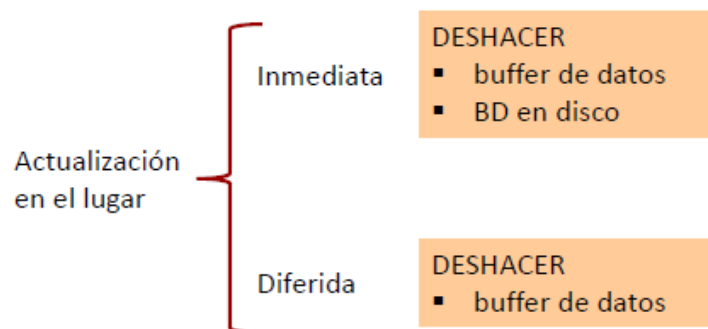 Actualización
en el lugar
Inmediata
DESHACER
▪ buffer de datos
▪ BD en disco
Diferida
DESHACER
▪ buffer de datos